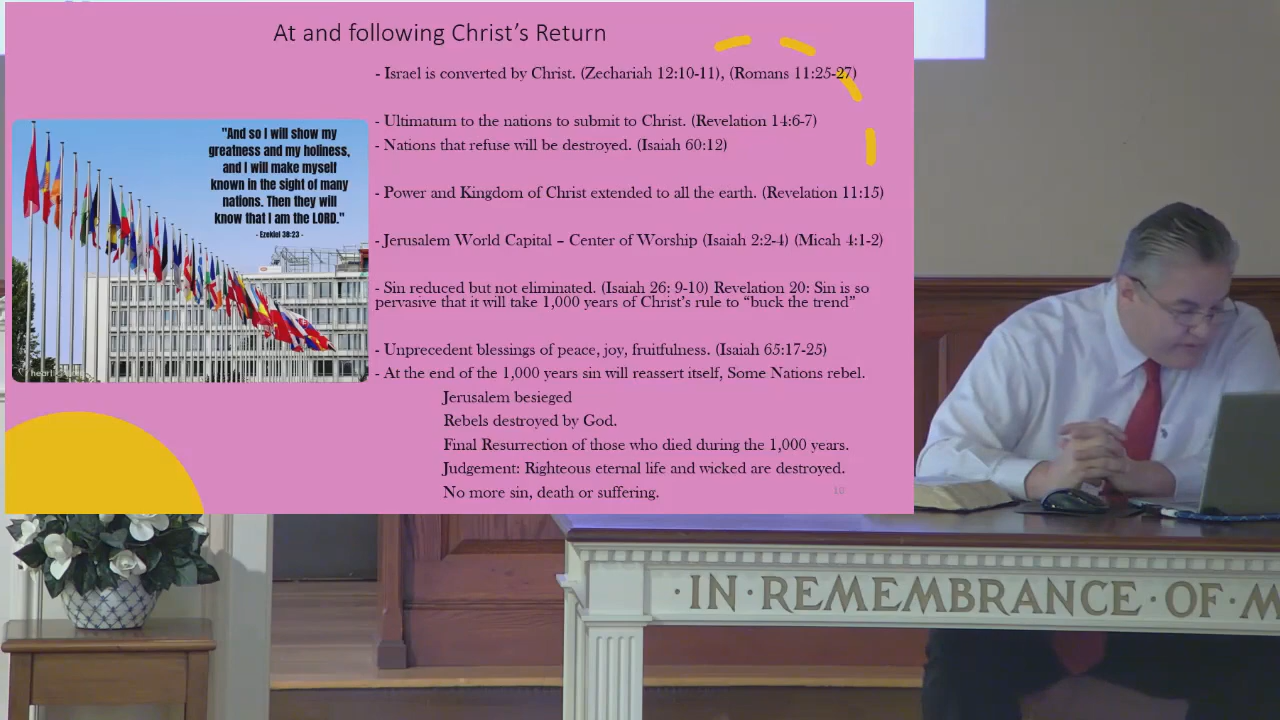 At and following Christ's Return
- Israel is converted by Christ. (Zechariah 12:10-11), (Romans 11:25-27)
- Ultimatum to the nations to submit to Christ. (Revelation 14:6-7)
- Nations that refuse will be destroyed. (Isaiah 60:12)
- Power and Kingdom of Christ extended to all the earth. (Revelation 11:15)
- Jerusalem World Capital – Center of Worship (Isaiah 2:2-4) (Micah 4:1-2)
- Sin reduced but not eliminated. (Isaiah 26: 9-10) Revelation 20: Sin is so
pervasive that it will take 1,000 years of Christ's rule to “buck the trend”
- Unprecedent blessings of peace, joy, fruitfulness. (Isaiah 65:17-25)
- At the end of the 1,000 years sin will reassert itself, Some Nations rebel.
Jerusalem besieged
Rebels destroyed by God.
Final Resurrection of those who died during the 1,000 years.
Judgement: Righteous eternal life and wicked are destroyed.
No more sin, death or suffering.
10
"And so I will show my
greatness and my holiness,
and I will make myself
known in the sight of many
nations. Then they will
know that I am the LORD."
- Ezekiel 38:23 -
·IN·REMEMBRANCE·OF·M